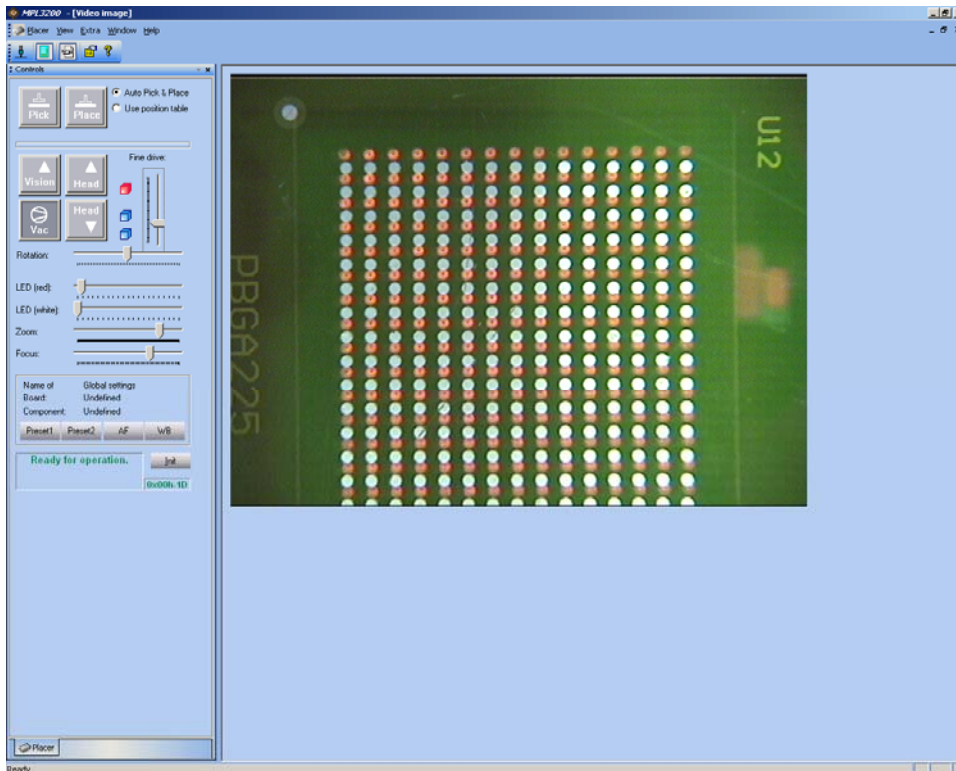 MPL3200 - [Video image]
Placer View Extra Window Help
Controls
Pick
Place
Auto Pick & Place
Use position table
Fine drive:
Vision
Head
Vac
Head
Rotation:
LED (red):
LED (white):
Zoom:
Focus:
Name of Global settings
Board: Undefined
Component: Undefined
Preset1 Preset2 AF WB
Ready for operation.
Init
0x00h.1D
Placer
Ready
U12
PBGA225